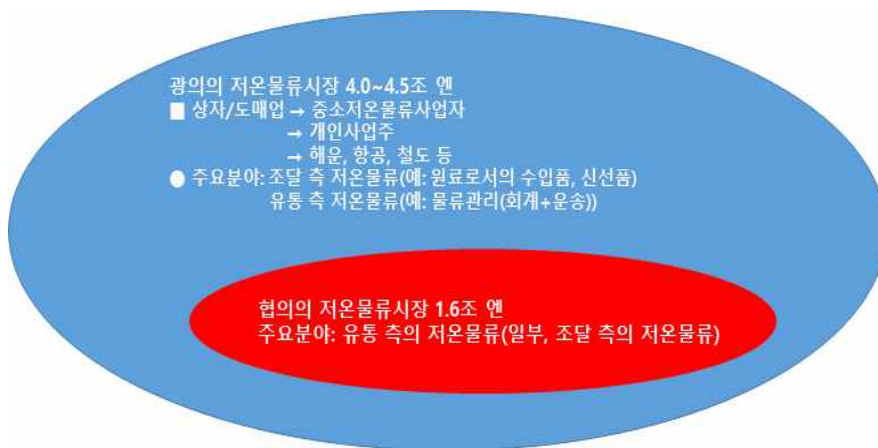 광의의 저온물류시장 4.0~4.5조 엔
■ 상자/도매업 → 중소저온물류사업자
→ 개인사업주
→ 해운, 항공, 철도 등
● 주요분야: 조달 측 저온물류(예: 원료로서의 수입품, 신선품)
유통 측 저온물류(예: 물류관리(회계+운송))
협의의 저온물류시장 1.6조 엔
주요분야: 유통 측의 저온물류(일부, 조달 측의 저온물류)